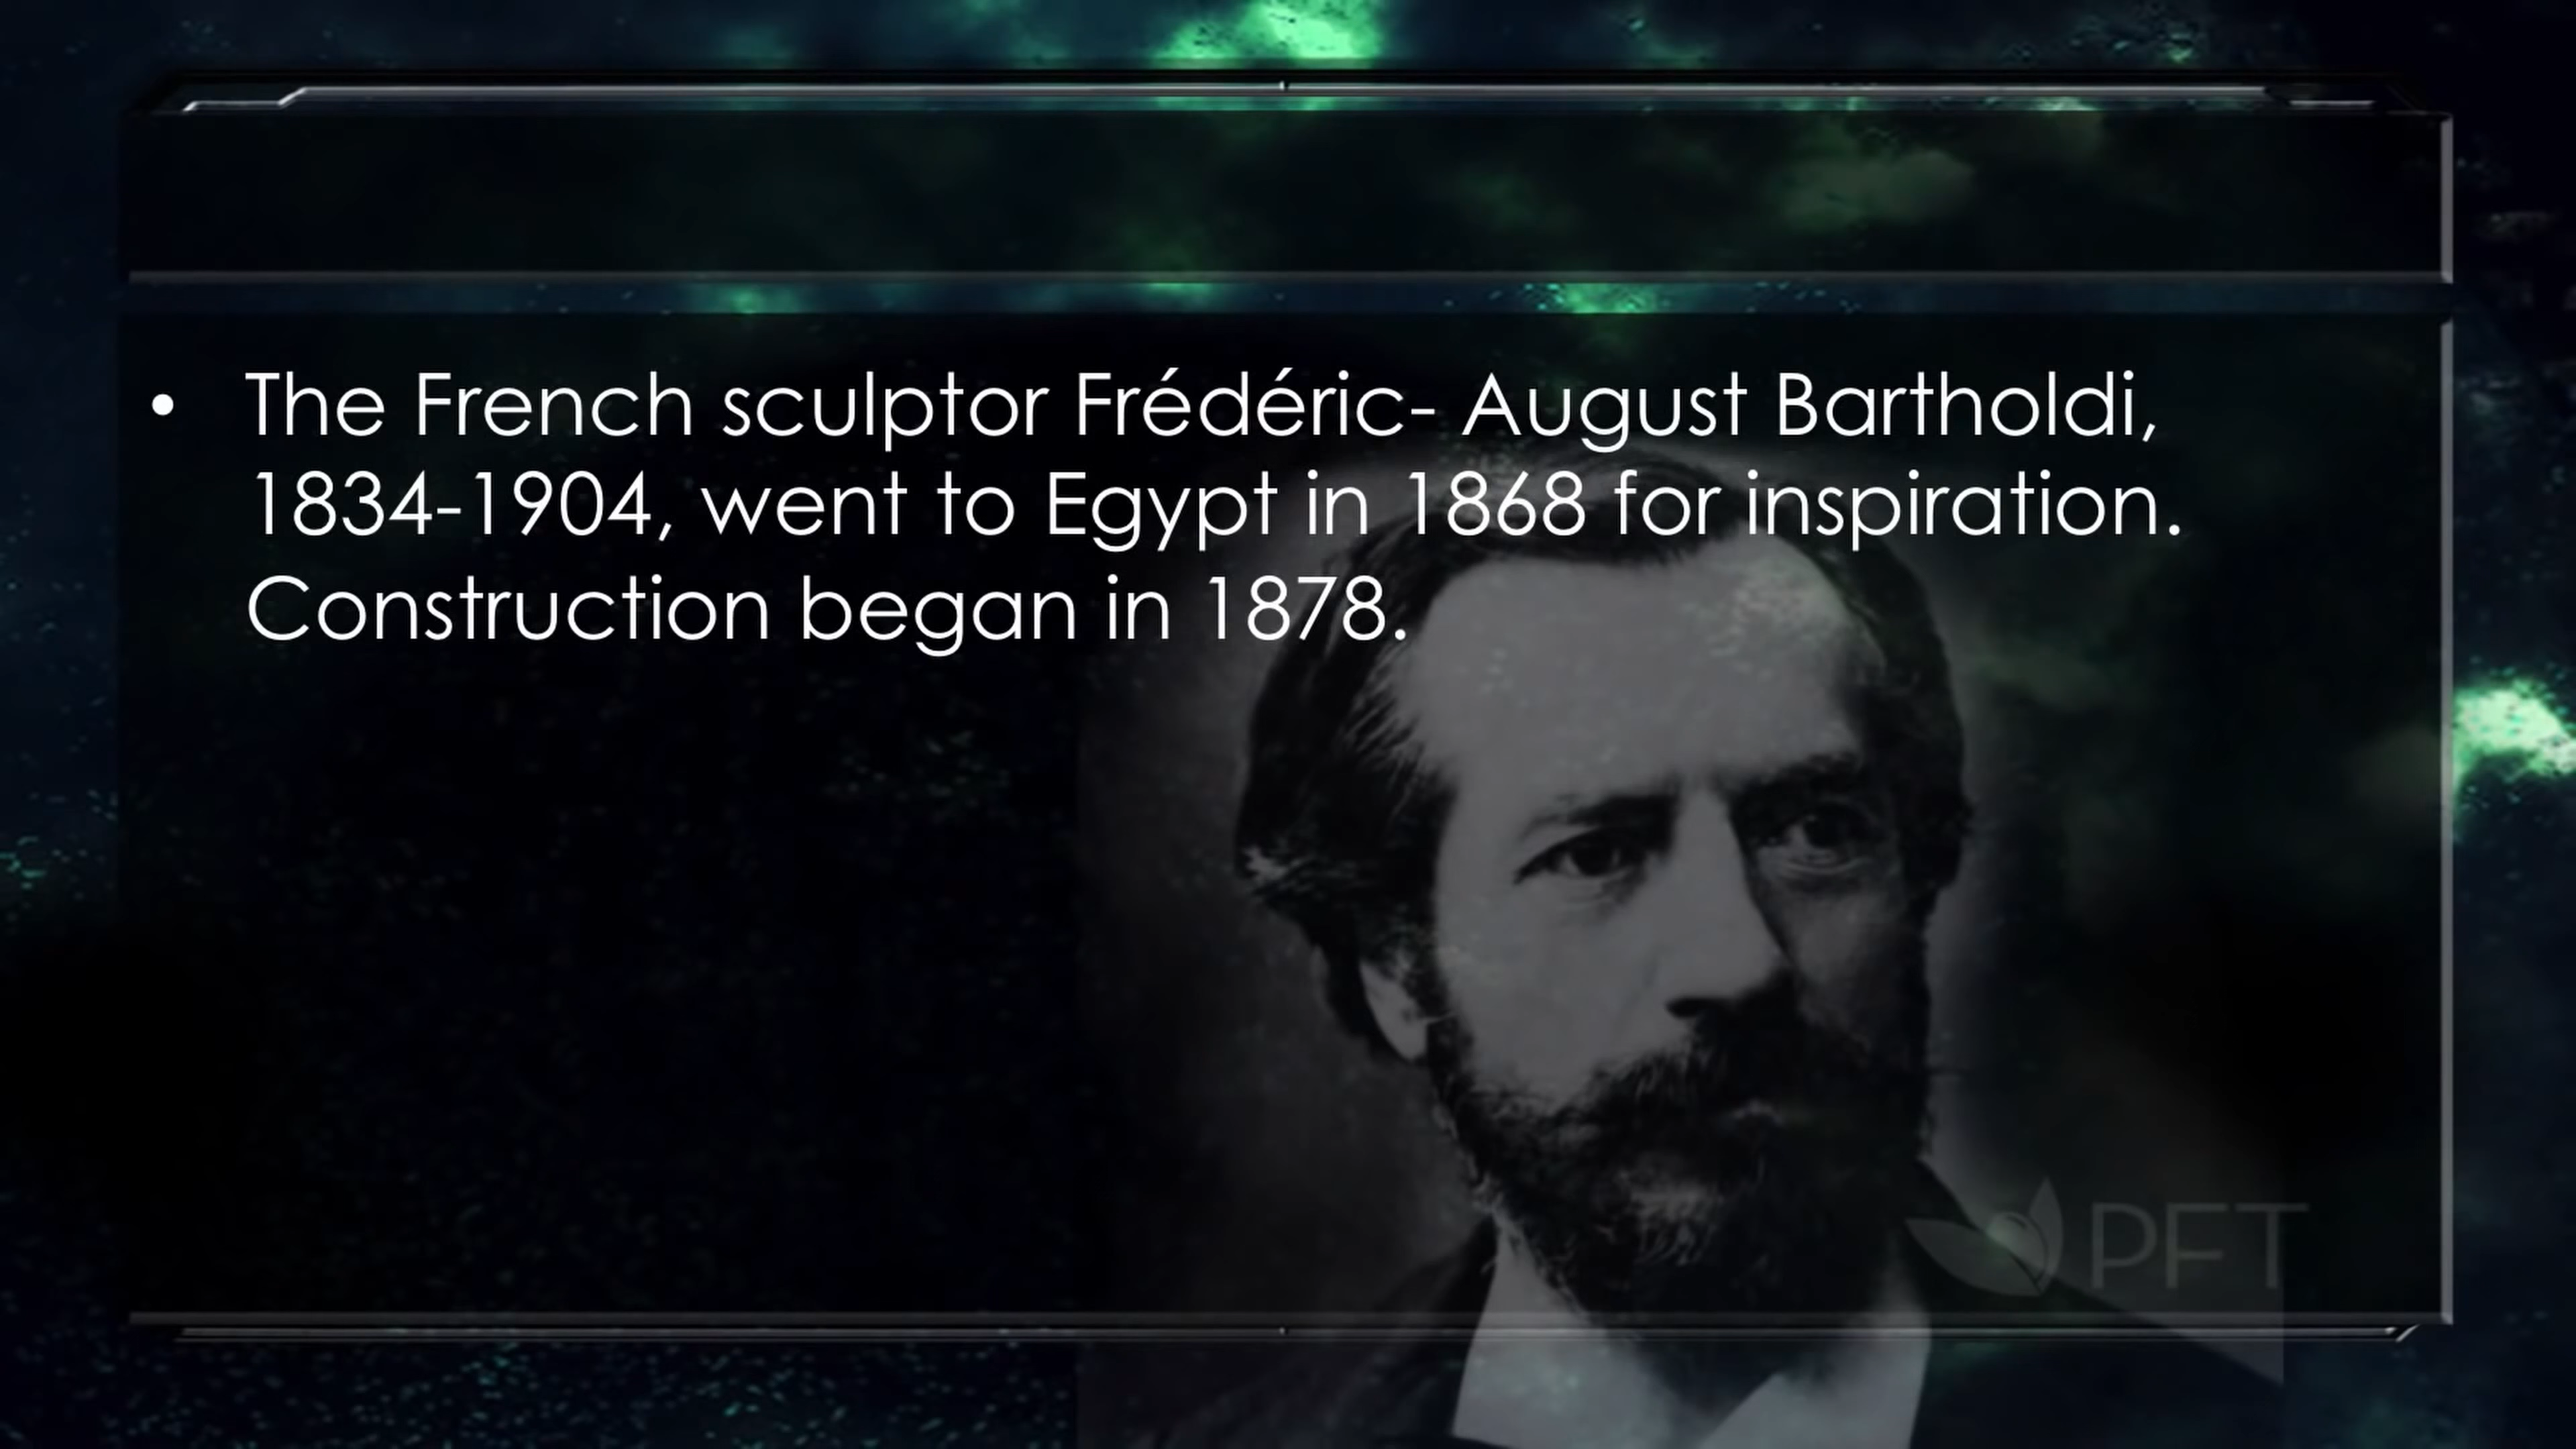 • The French sculptor Frédéric- August Bartholdi,
1834-1904, went to Egypt in 1868 for inspiration.
Construction began in 1878.
PFT